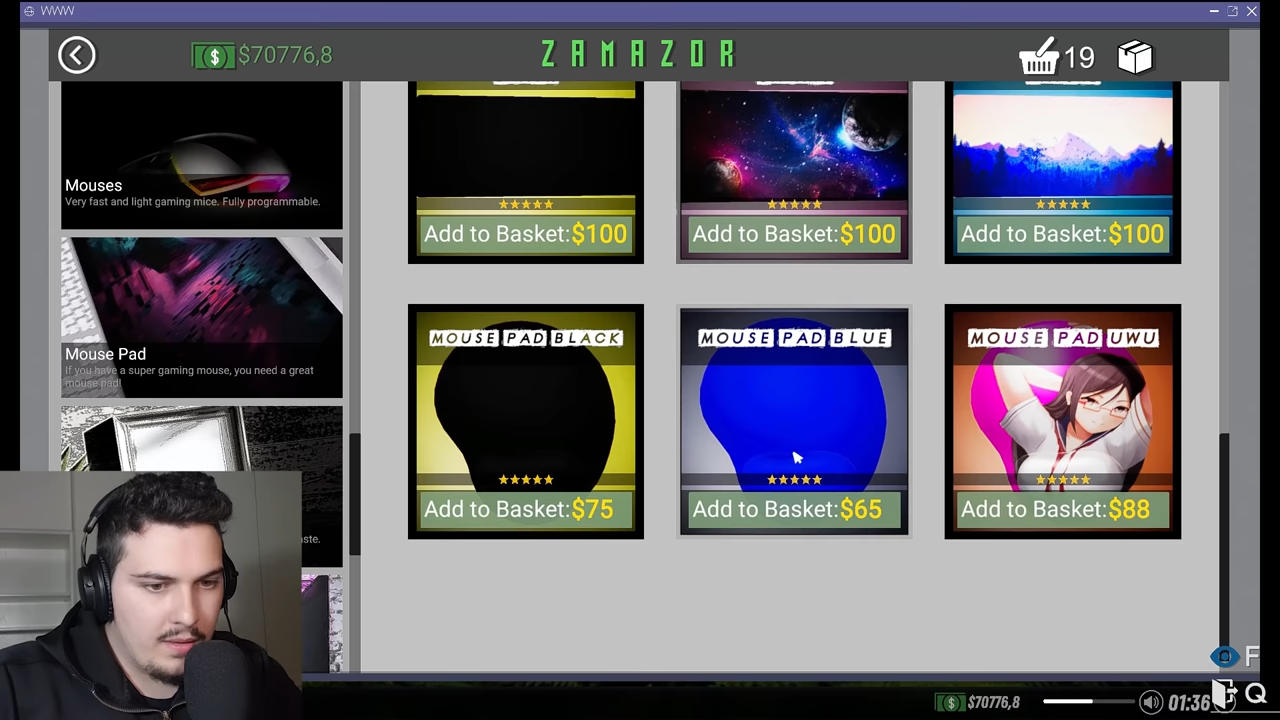 WWW
$70776,8
ZAMAZOR
19
Mouses
Very fast and light gaming mice. Fully programmable.
Mouse Pad
If you have a super gaming mouse, you need a great
mouse pad!
ste.
Add to Basket:$100
Add to Basket:$100
Add to Basket:$100
MOUSE PAD BLACK
MOUSE PAD BLUE
MOUSE PAD UWU
Add to Basket:$75
Add to Basket:$65
Add to Basket:$88
F
$70776,8
01:36
Q